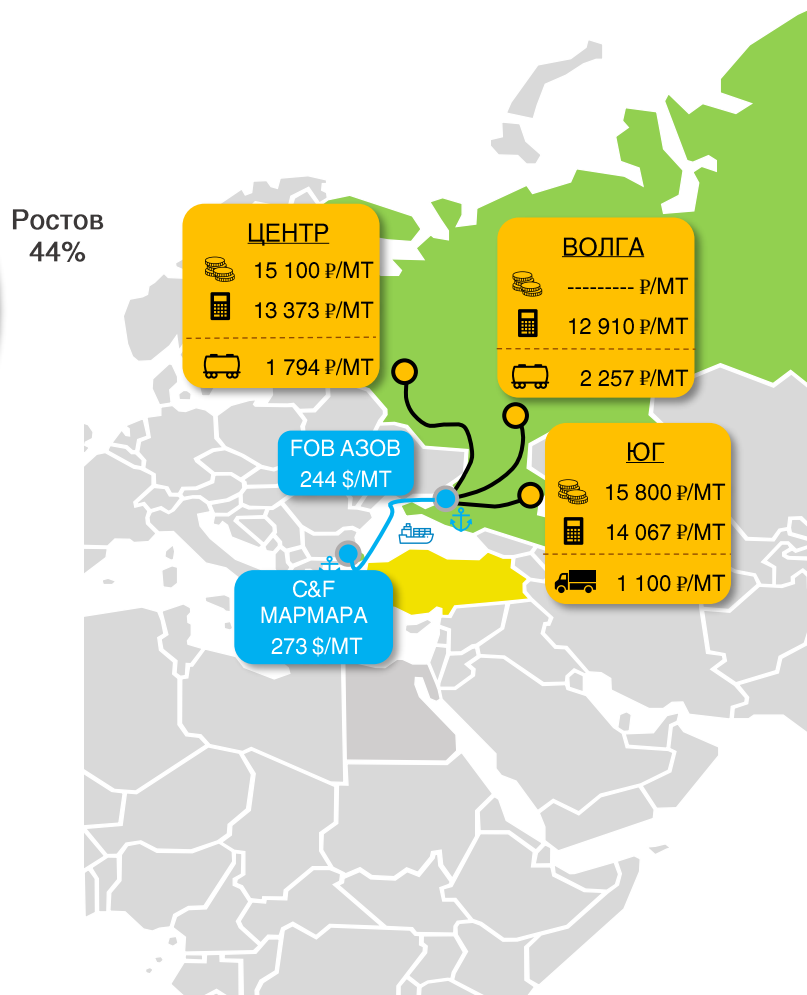 Ростов
44%
ЦЕНТР
15 100 ₽/МТ
13 373 ₽/МТ
1 794 ₽/МТ
ВОЛГА
--------- ₽/МТ
12 910 ₽/МТ
2 257 ₽/МТ
FOB АЗОВ
244 $/МТ
ЮГ
15 800 ₽/МТ
14 067 ₽/МТ
1 100 ₽/МТ
C&F
МАРМАРА
273 $/МТ